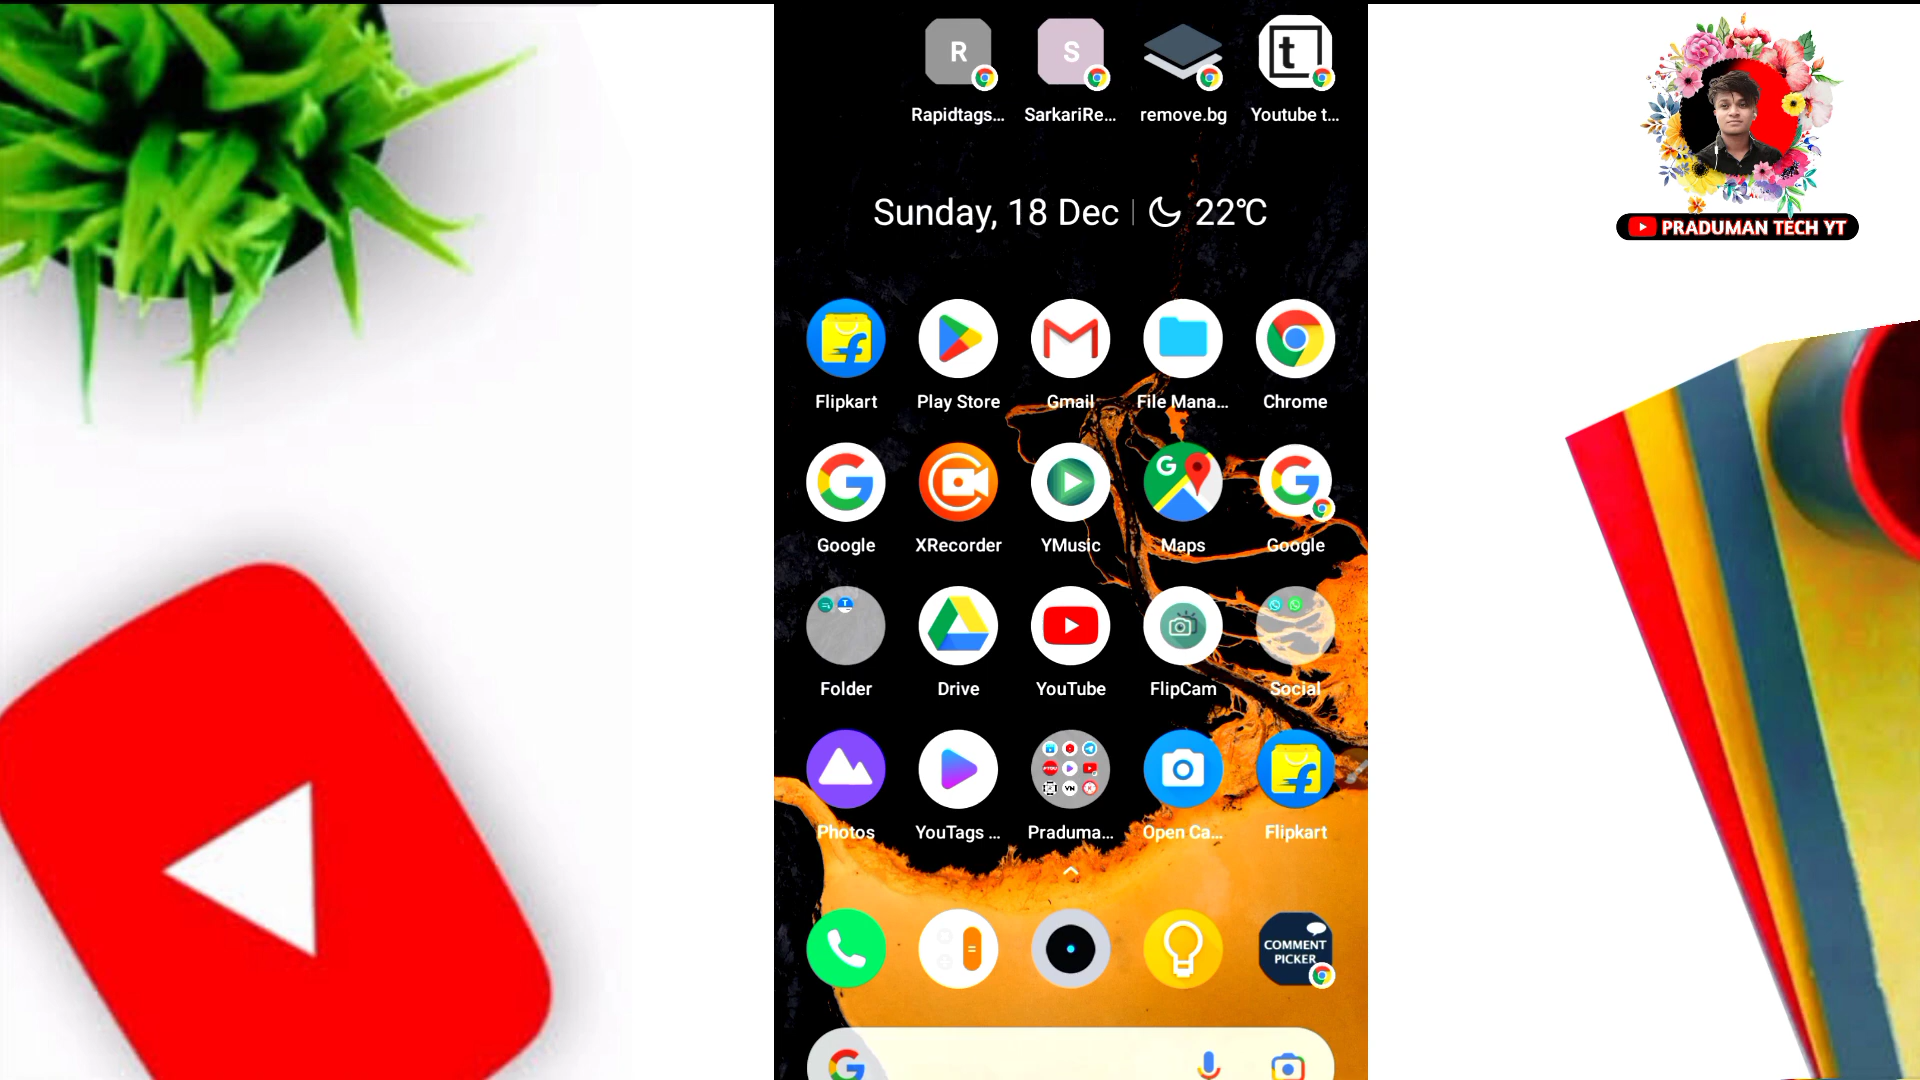 R
S
t
Rapidtags...
SarkariRe...
remove.bg
Youtube t...
PRADUMAN TECH YT
Sunday, 18 Dec
22℃
Flipkart
Play Store
Gmail
File Mana...
Chrome
Google
XRecorder
YMusic
Maps
Google
Folder
Drive
YouTube
FlipCam
Social
Photos
YouTags ...
Praduma...
Open Ca...
Flipkart
COMMENT
PICKER